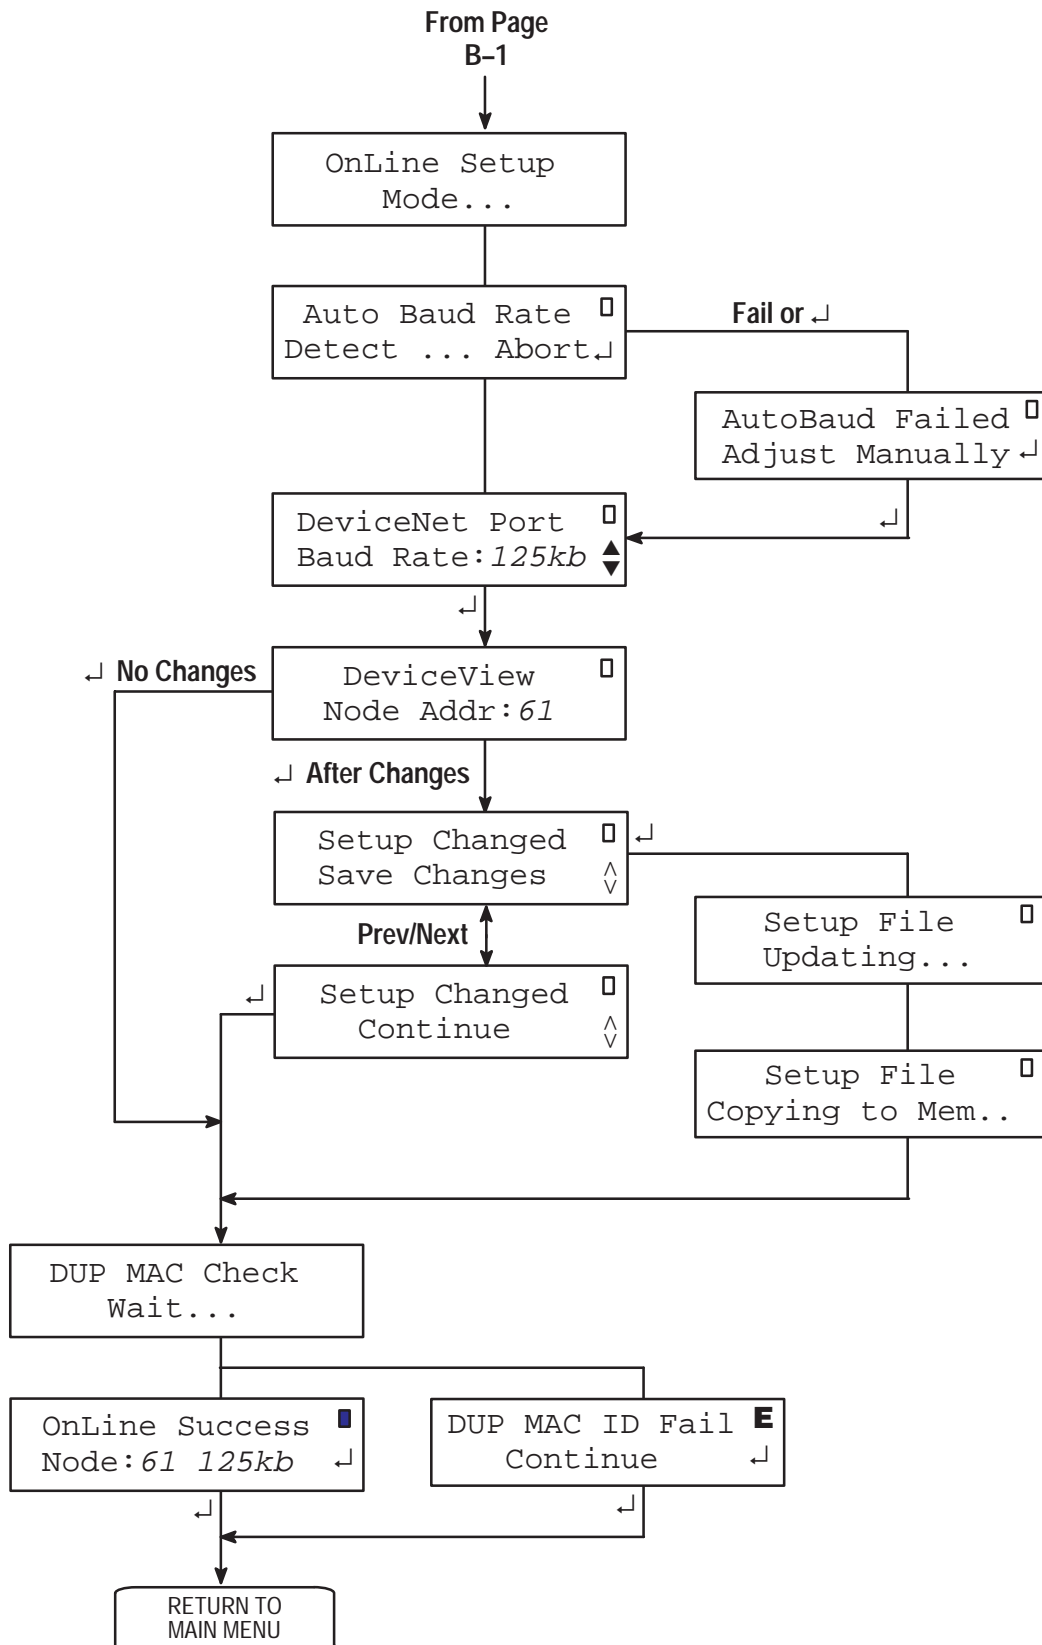 From Page
B–1
OnLine Setup
Mode...
Auto Baud Rate
Detect ... Abort↵
Fail or ↵
AutoBaud Failed
Adjust Manually ↵
↵
DeviceNet Port
Baud Rate:125kb ▲▼
↵
↵ No Changes
DeviceView
Node Addr:61
↵ After Changes
Setup Changed
Save Changes
↵
Setup File
Updating...
Prev/Next
↵
Setup Changed
Continue
Setup File
Copying to Mem..
DUP MAC Check
Wait...
OnLine Success
Node:61 125kb ↵
↵
DUP MAC ID Fail E
Continue ↵
↵
RETURN TO
MAIN MENU